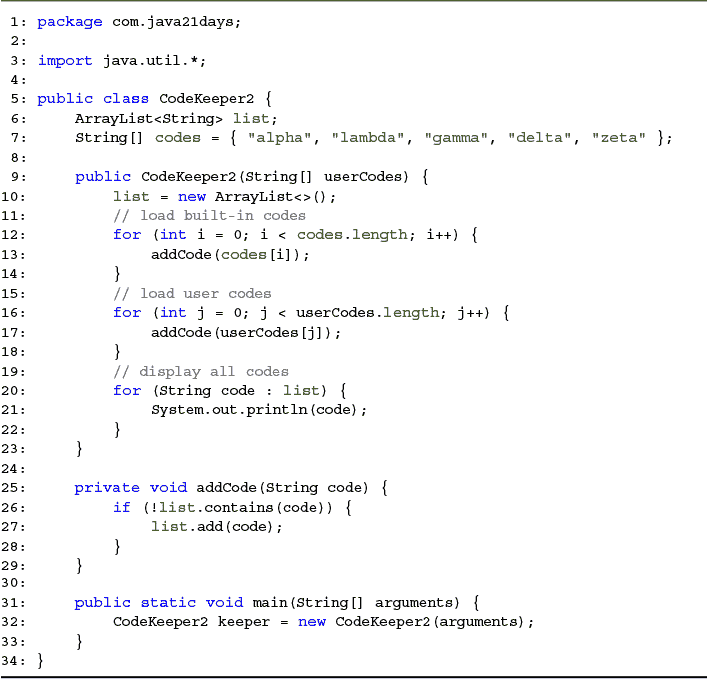 1: package com.java21days;
2:
3: import java.util.*;
4:
5: public class CodeKeeper2 {
6:     ArrayList<String> list;
7:     String[] codes = { "alpha", "lambda", "gamma", "delta", "zeta" };
8:
9:     public CodeKeeper2(String[] userCodes) {
10:         list = new ArrayList<>();
11:         // load built-in codes
12:         for (int i = 0; i < codes.length; i++) {
13:             addCode(codes[i]);
14:         }
15:         // load user codes
16:         for (int j = 0; j < userCodes.length; j++) {
17:             addCode(userCodes[j]);
18:         }
19:         // display all codes
20:         for (String code : list) {
21:             System.out.println(code);
22:         }
23:     }
24:
25:     private void addCode(String code) {
26:         if (!list.contains(code)) {
27:             list.add(code);
28:         }
29:     }
30:
31:     public static void main(String[] arguments) {
32:         CodeKeeper2 keeper = new CodeKeeper2(arguments);
33:     }
34: }